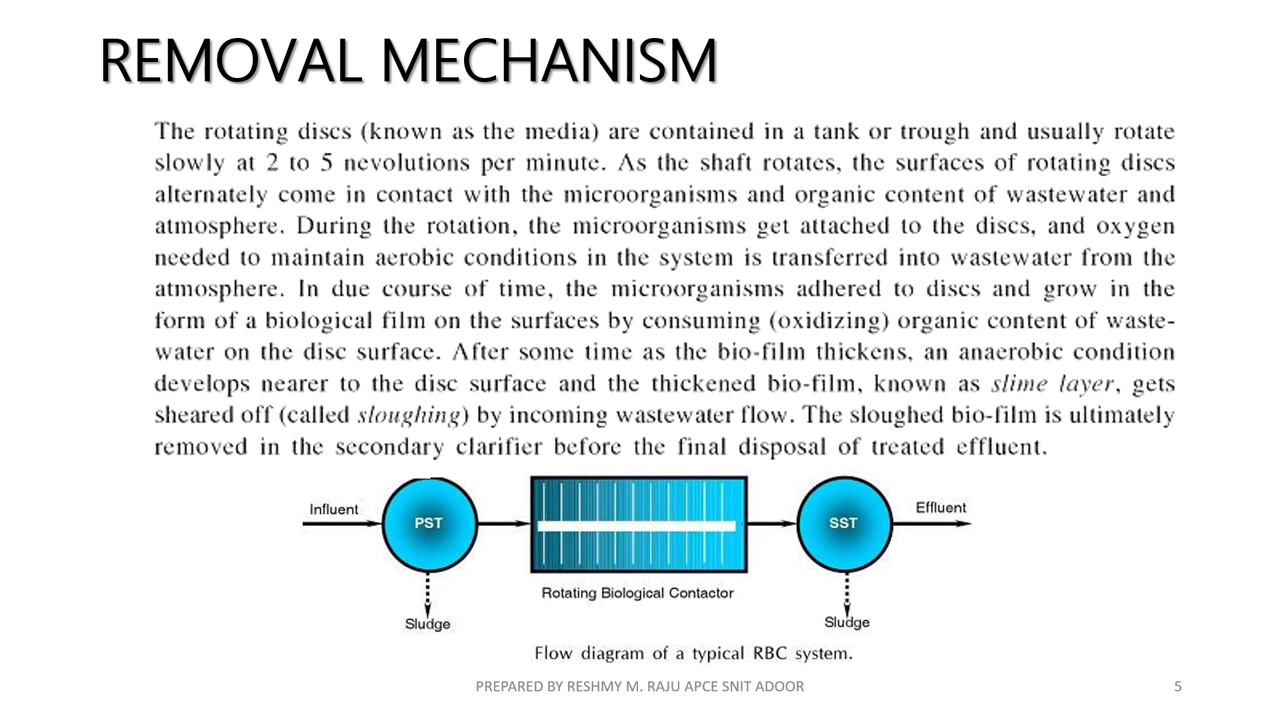 REMOVAL MECHANISM
The rotating discs (known as the media) are contained in a tank or trough and usually rotate
slowly at 2 to 5 nevolutions per minute. As the shaft rotates, the surfaces of rotating discs
alternately come in contact with the microorganisms and organic content of wastewater and
atmosphere. During the rotation, the microorganisms get attached to the discs, and oxygen
needed to maintain aerobic conditions in the system is transferred into wastewater from the
atmosphere. In due course of time, the microorganisms adhered to discs and grow in the
form of a biological film on the surfaces by consuming (oxidizing) organic content of waste-
water on the disc surface. After some time as the bio-film thickens, an anaerobic condition
develops nearer to the disc surface and the thickened bio-film, known as slime layer, gets
sheared off (called sloughing) by incoming wastewater flow. The sloughed bio-film is ultimately
removed in the secondary clarifier before the final disposal of treated effluent.
Influent
PST
SST
Effluent
Rotating Biological Contactor
Sludge
Sludge
Flow diagram of a typical RBC system.
PREPARED BY RESHMY M. RAJU APCE SNIT ADOOR
5